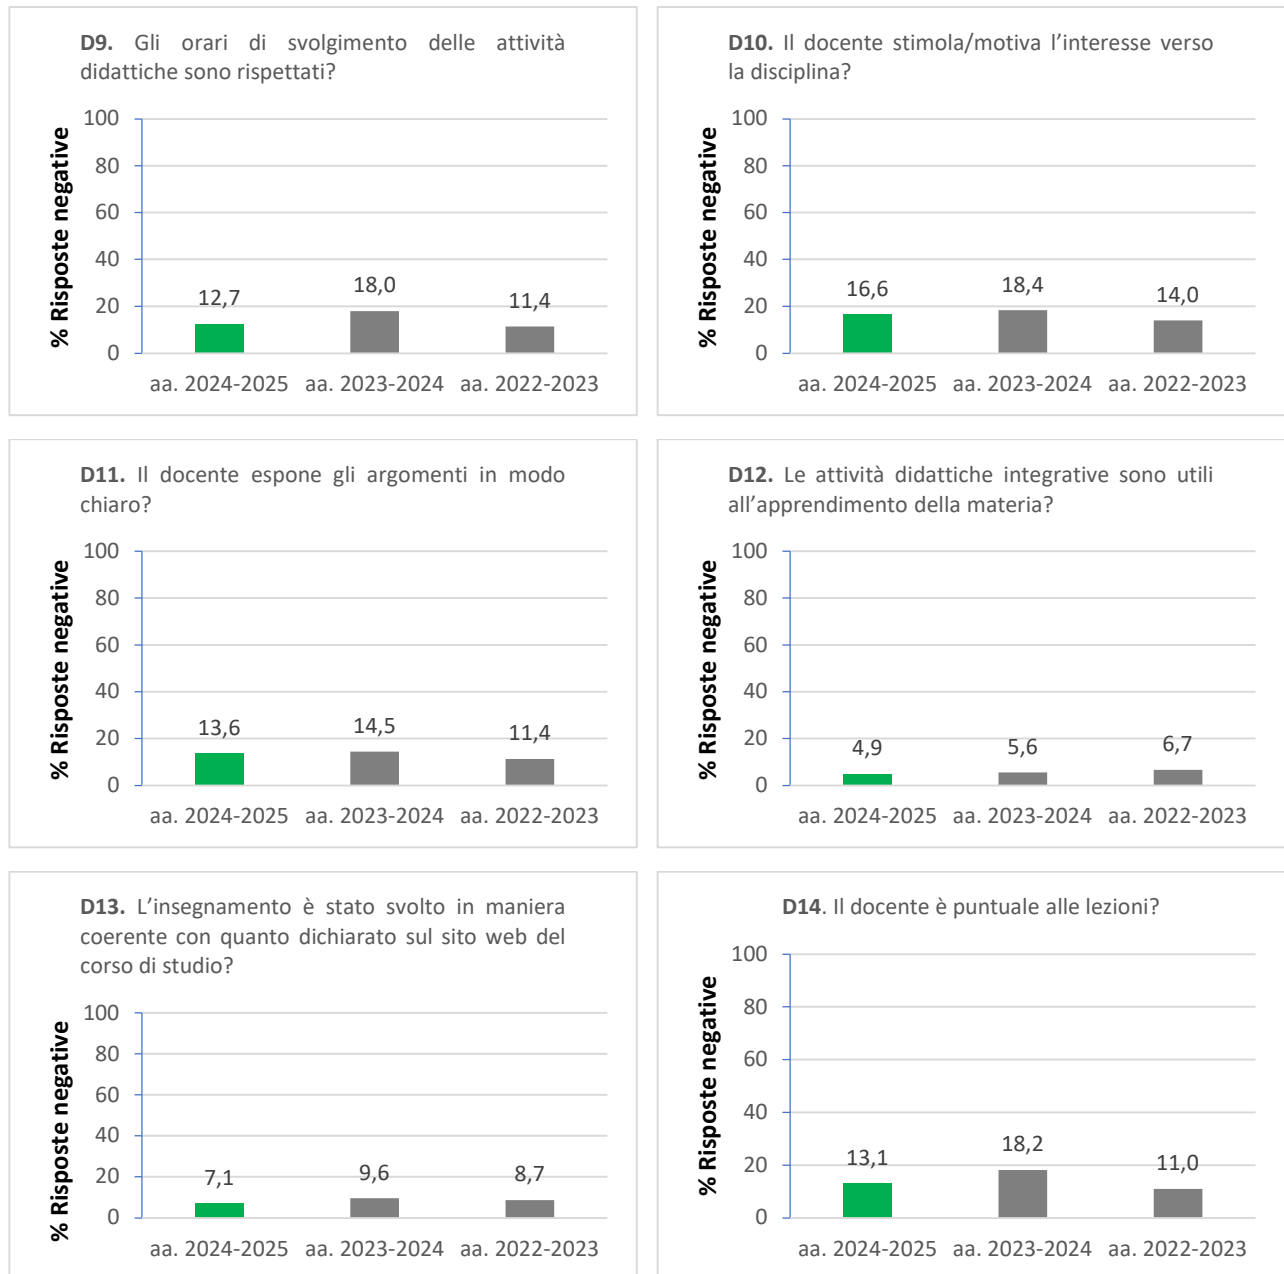 D9. Gli orari di svolgimento delle attività
didattiche sono rispettati?
% Risposte negative
100
80
60
40
20
0
12,7
18,0
11,4
aa. 2024-2025 aa. 2023-2024 aa. 2022-2023
D10. Il docente stimola/motiva l’interesse verso
la disciplina?
% Risposte negative
100
80
60
40
20
0
16,6
18,4
14,0
aa. 2024-2025 aa. 2023-2024 aa. 2022-2023
D11. Il docente espone gli argomenti in modo
chiaro?
% Risposte negative
100
80
60
40
20
0
13,6
14,5
11,4
aa. 2024-2025 aa. 2023-2024 aa. 2022-2023
D12. Le attività didattiche integrative sono utili
all’apprendimento della materia?
% Risposte negative
100
80
60
40
20
0
4,9
5,6
6,7
aa. 2024-2025 aa. 2023-2024 aa. 2022-2023
D13. L’insegnamento è stato svolto in maniera
coerente con quanto dichiarato sul sito web del
corso di studio?
% Risposte negative
100
80
60
40
20
0
7,1
9,6
8,7
aa. 2024-2025 aa. 2023-2024 aa. 2022-2023
D14. Il docente è puntuale alle lezioni?
% Risposte negative
100
80
60
40
20
0
13,1
18,2
11,0
aa. 2024-2025 aa. 2023-2024 aa. 2022-2023